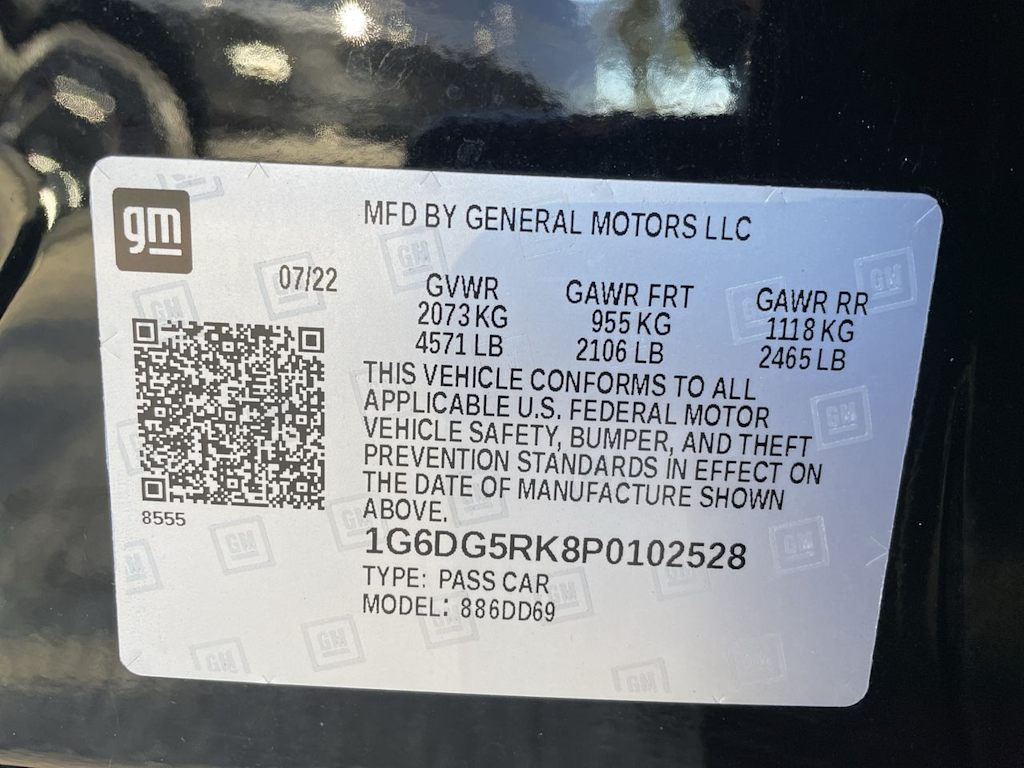 gm
MFD BY GENERAL MOTORS LLC
07/22
GVWR GAWR FRT GAWR RR
2073 KG 955 KG 1118 KG
4571 LB 2106 LB 2465 LB
THIS VEHICLE CONFORMS TO ALL
APPLICABLE U.S. FEDERAL MOTOR
VEHICLE SAFETY, BUMPER, AND THEFT
PREVENTION STANDARDS IN EFFECT ON
THE DATE OF MANUFACTURE SHOWN
ABOVE.
8555
1G6DG5RK8P0102528
TYPE: PASS CAR
MODEL: 886DD69